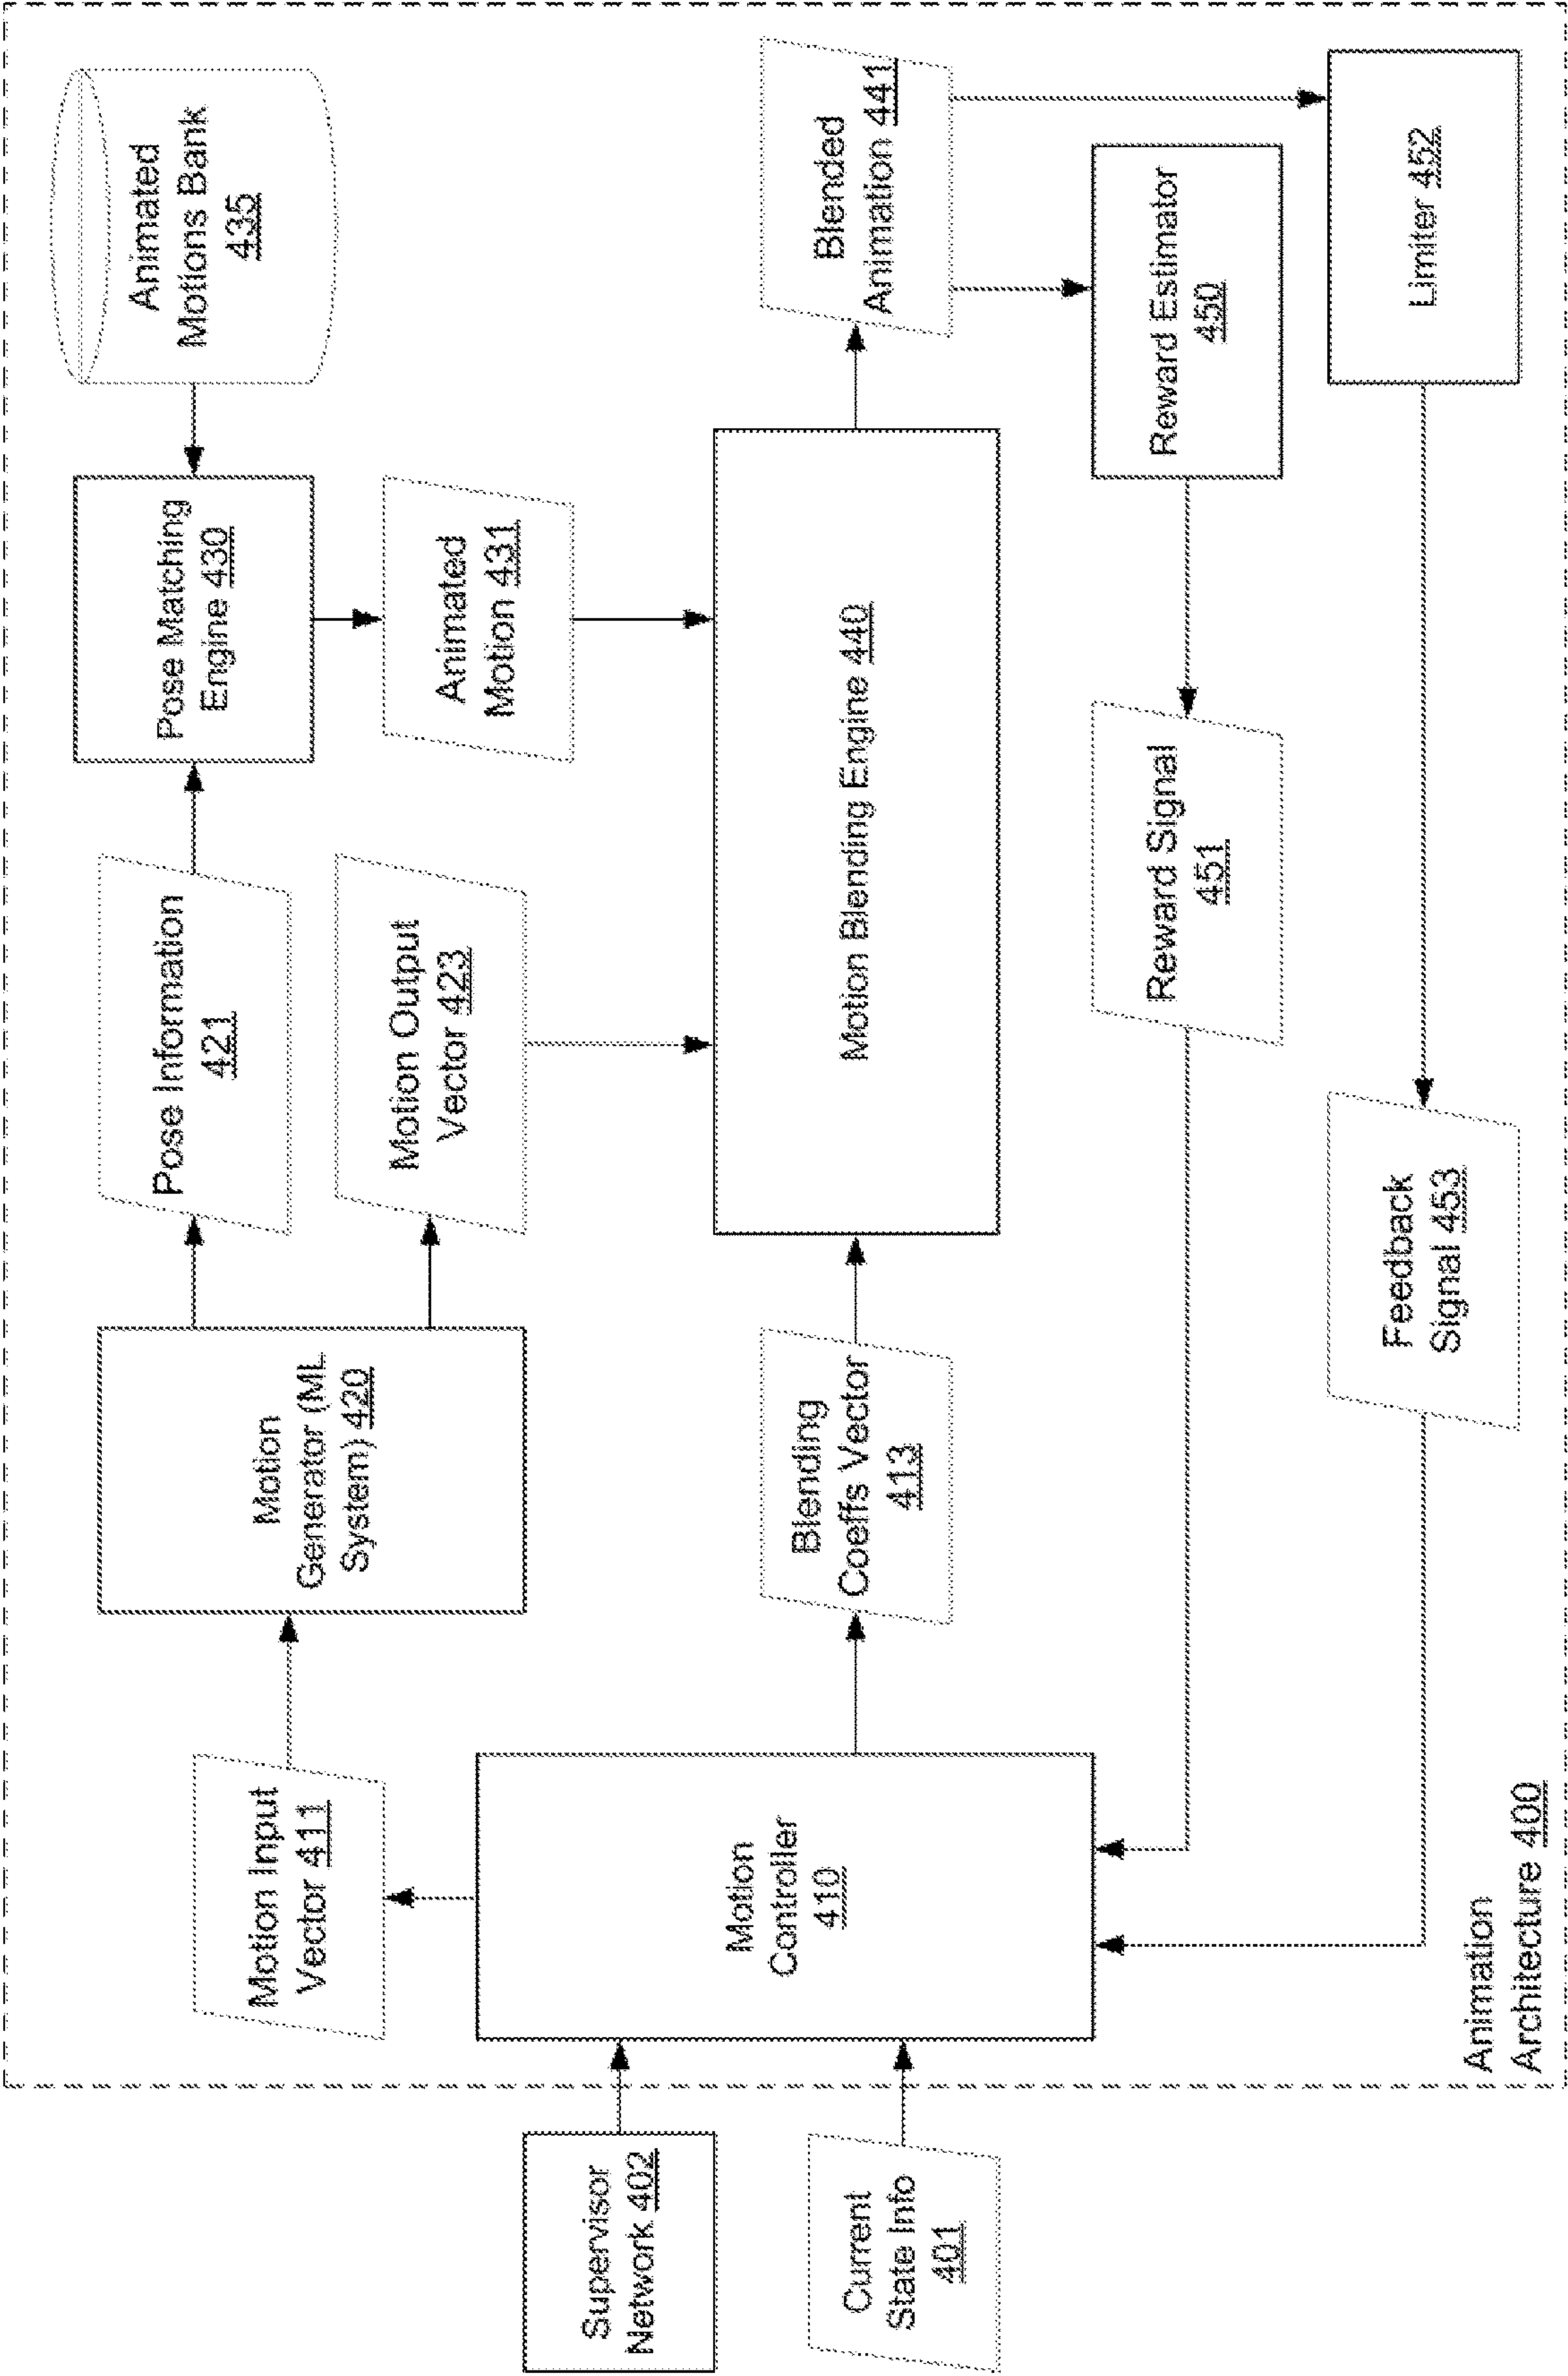 Animated
Motions Bank
435
Pose Matching
Engine 430
Pose Information
421
Motion
Generator (ML
System) 420
Motion Input
Vector 411
Animated
Motion 431
Motion Output
Vector 423
Motion Blending Engine 440
Blended
Animation 441
Blending
Coeffs Vector
413
Motion
Controller
410
Supervisor
Network 402
Current
State Info
401
Reward Estimator
450
Reward Signal
451
Limiter 452
Feedback
Signal 453
Animation
Architecture 400